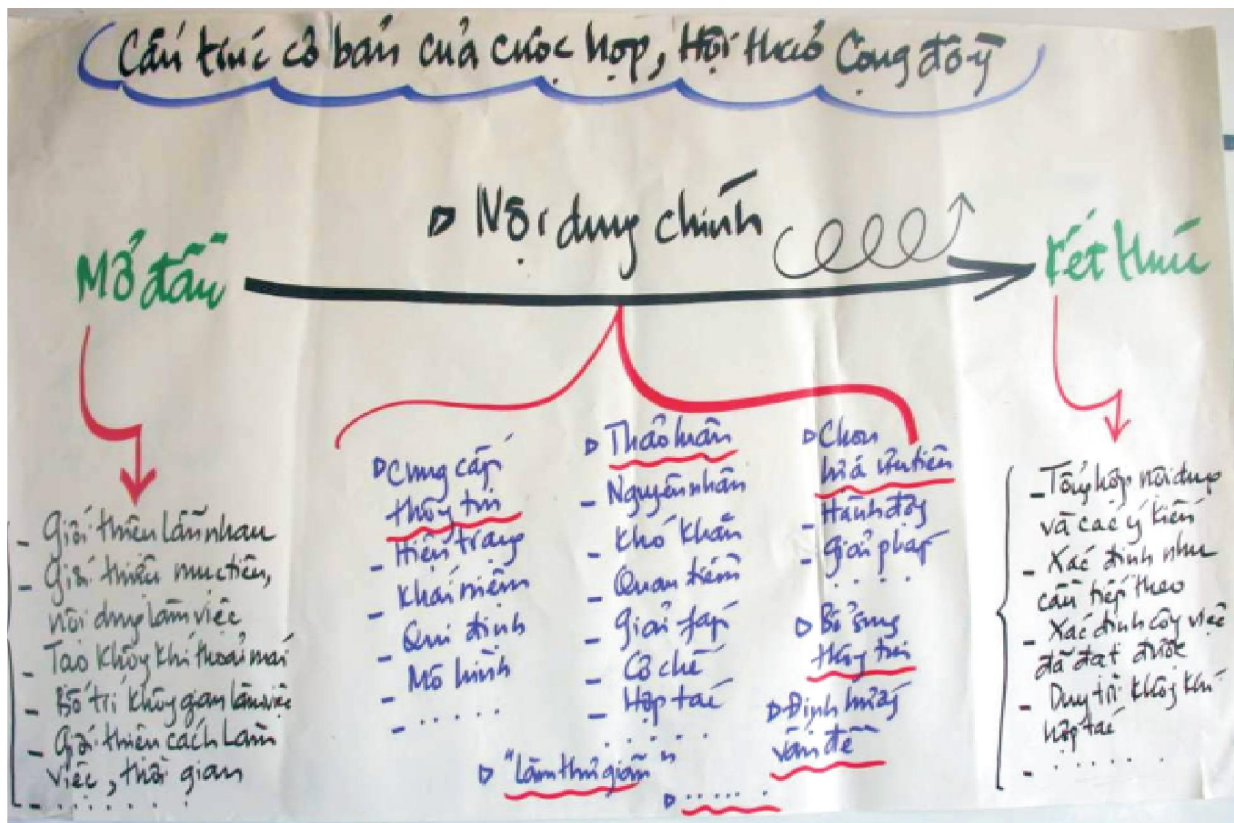 Cấu trúc cơ bản của cuộc họp, Hội thảo Cộng đồng
▷ Nội dung chính
Mở đầu
Kết thúc
- Giới thiệu lẫn nhau
- Giới thiệu mục tiêu,
nội dung làm việc
- Tạo không khí thoải mái
- Bố trí không gian làm việc
- Giới thiệu cách làm
việc, thời gian
- .......
▷ Cung cấp
thông tin
- Hiện trạng
- Khái niệm
- Qui định
- Mô hình
- .....
▷ Thảo luận
- Nguyên nhân
- Khó khăn
- Quan điểm
- Giải pháp
- Cơ chế
- Hợp tác
......
▷ Chọn
lựa ưu tiên
- Hành động
- Giải pháp
.....
▷ Bổ sung
thông tin
▷ Định hướng
vấn đề
▷ "Làm thư giãn"
▷ ......
- Tổng hợp nội dung
và các ý kiến
- Xác định nhu
cầu tiếp theo
- Xác định công việc
đã đạt được
- Duy trì không khí
hợp tác
- .....